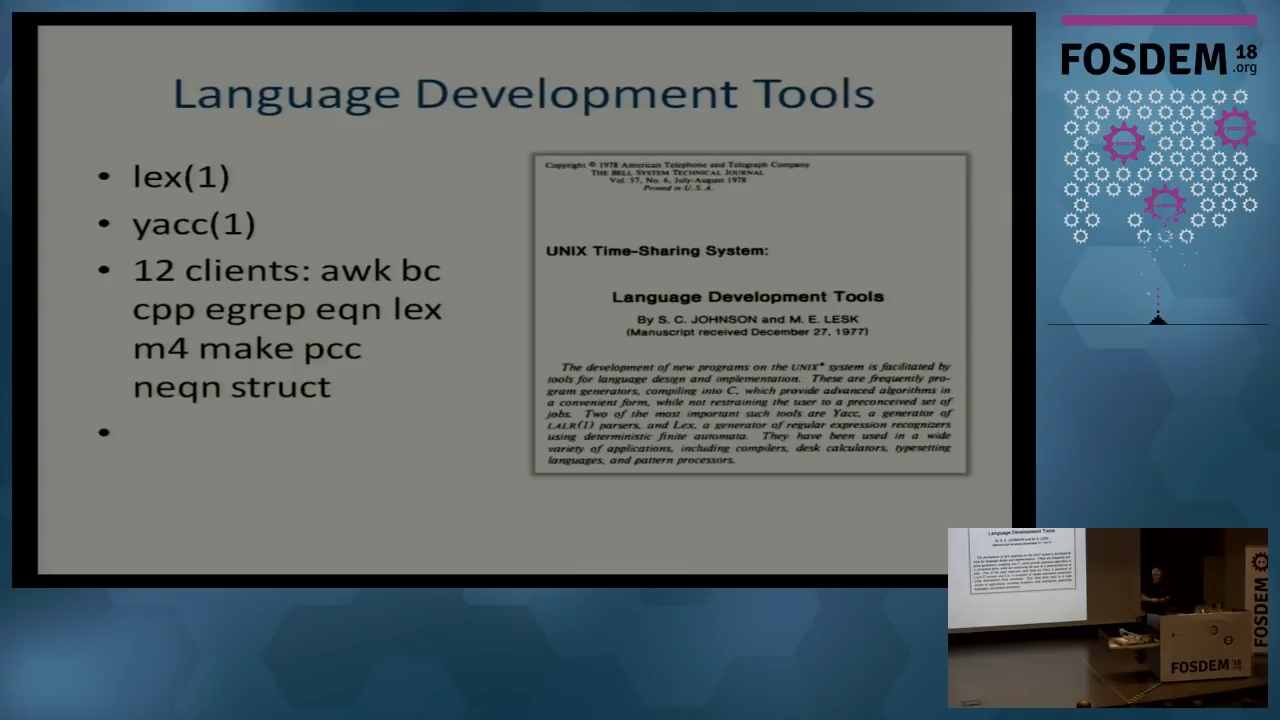 Language Development Tools
• lex(1)
• yacc(1)
• 12 clients: awk bc
cpp egrep eqn lex
m4 make pcc
neqn struct
•
Copyright © 1978 American Telephone and Telegraph Company
THE BELL SYSTEM TECHNICAL JOURNAL
Vol. 57, No. 6, July-August 1978
Printed in U.S.A.
UNIX Time-Sharing System:
Language Development Tools
By S. C. JOHNSON and M. E. LESK
(Manuscript received December 27, 1977)
The development of new programs on the UNIX* system is facilitated by
tools for language design and implementation. These are frequently pro-
gram generators, compiling into C, which provide advanced algorithms in
a convenient form, while not restraining the user to a preconceived set of
jobs. Two of the most important such tools are Yacc, a generator of
LALR(1) parsers, and Lex, a generator of regular expression recognizers
using deterministic finite automata. They have been used in a wide
variety of applications, including compilers, desk calculators, typesetting
languages, and pattern processors.
FOSDEM 18
.org
Language Development Tools
FOSDEM 18
FOSDEM